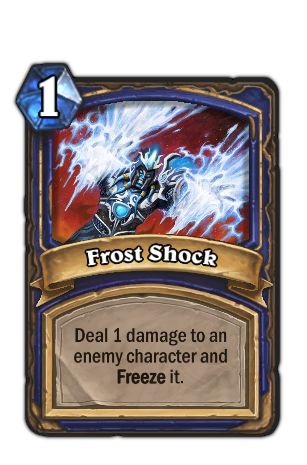 1
Frost Shock
Deal 1 damage to an
enemy character and
Freeze it.